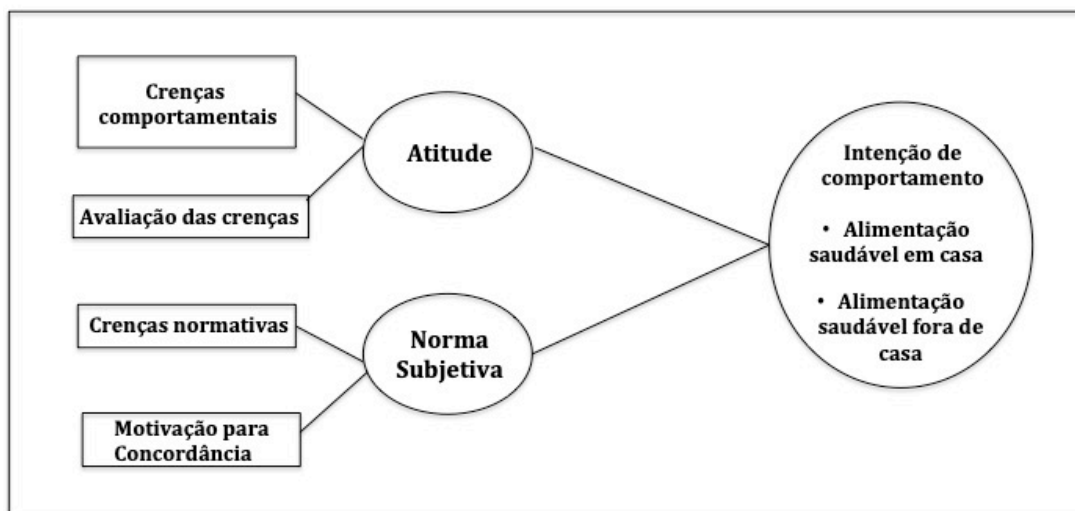 Crenças
comportamentais
Avaliação das crenças
Atitude
Crenças normativas
Motivação para
Concordância
Norma
Subjetiva
Intenção de
comportamento
• Alimentação
saudável em casa
• Alimentação
saudável fora de
casa